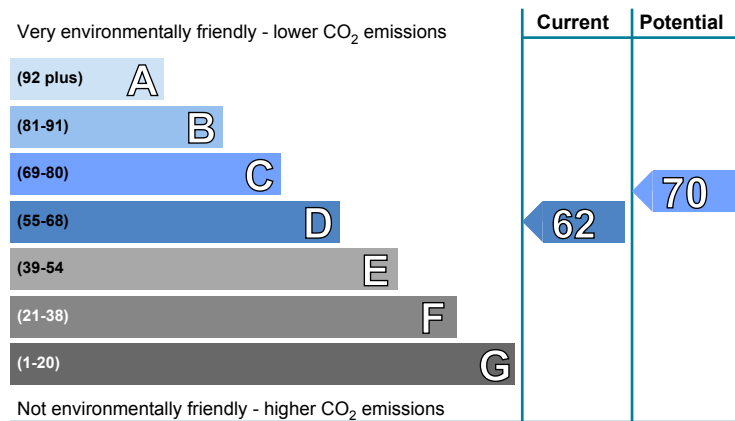 Very environmentally friendly - lower CO2 emissions
Current
Potential
(92 plus) A
(81-91) B
(69-80) C
(55-68) D
(39-54 E
(21-38) F
(1-20) G
62
70
Not environmentally friendly - higher CO2 emissions